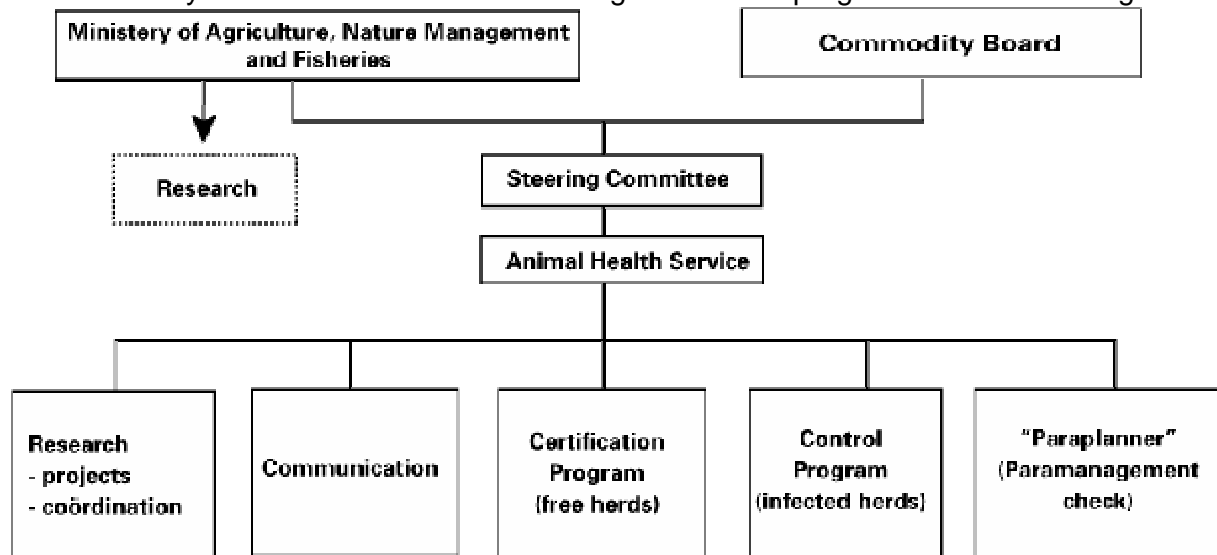 Ministery of Agriculture, Nature Management
and Fisheries
Commodity Board
Research
Steering Committee
Animal Health Service
Research
- projects
- coördination
Communication
Certification
Program
(free herds)
Control
Program
(infected herds)
“Paraplanner”
(Paramanagement
check)